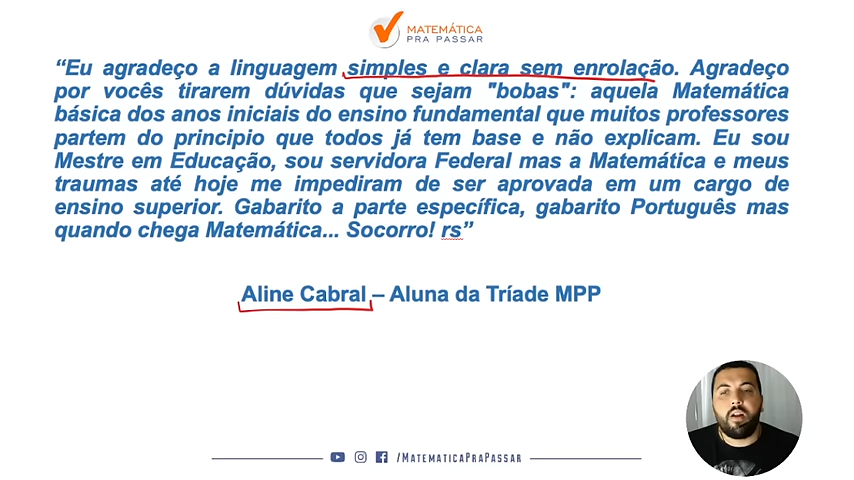 MATEMÁTICA
PRA PASSAR
“Eu agradeço a linguagem simples e clara sem enrolação. Agradeço
por vocês tirarem dúvidas que sejam "bobas": aquela Matemática
básica dos anos iniciais do ensino fundamental que muitos professores
partem do principio que todos já tem base e não explicam. Eu sou
Mestre em Educação, sou servidora Federal mas a Matemática e meus
traumas até hoje me impediram de ser aprovada em um cargo de
ensino superior. Gabarito a parte específica, gabarito Português mas
quando chega Matemática... Socorro! rs”
Aline Cabral – Aluna da Tríade MPP
/MatematicaPraPassar